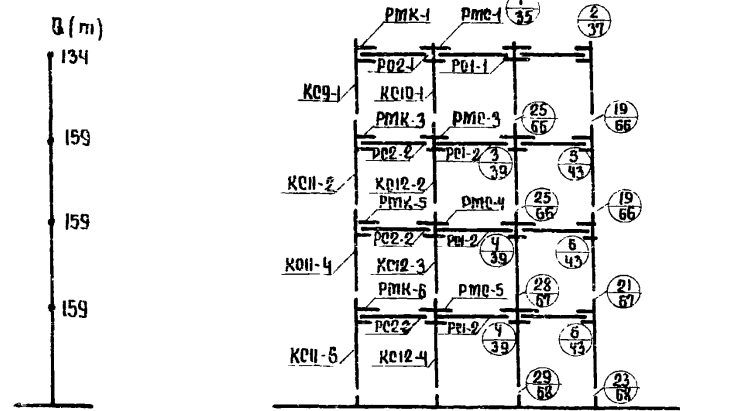 Q (т)
134
159
159
159
РМК-1
РМС-1
35
2
37
РС2-1
РС1-1
КС9-1
КС10-1
25
66
19
66
РМК-3
РМС-3
РС2-2
РС1-2
3
39
5
43
КС11-2
КС12-2
25
66
19
66
РМК-5
РМС-4
РС2-2
РС1-2
4
39
6
43
КС11-4
КС12-3
28
67
21
67
РМК-6
РМС-5
РС2-2
РС1-2
4
39
6
43
КС11-5
КС12-4
29
68
23
68